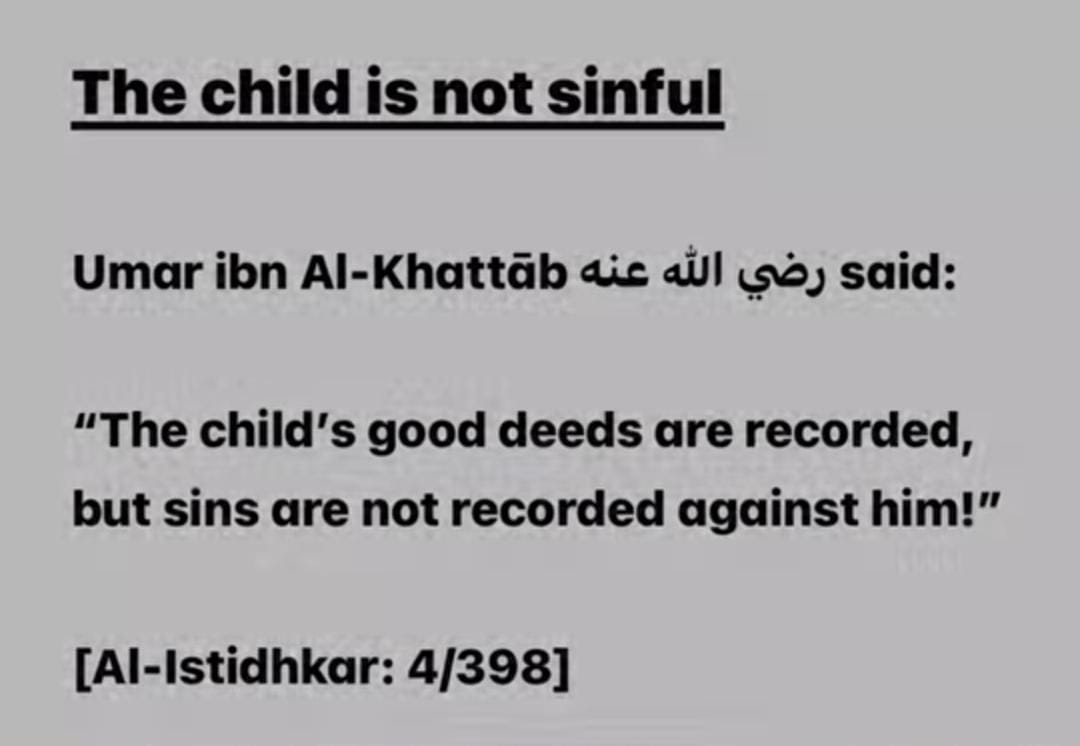 The child is not sinful
Umar ibn Al-Khattāb رضي الله عنه said:
“The child’s good deeds are recorded,
but sins are not recorded against him!”
[Al-Istidhkar: 4/398]